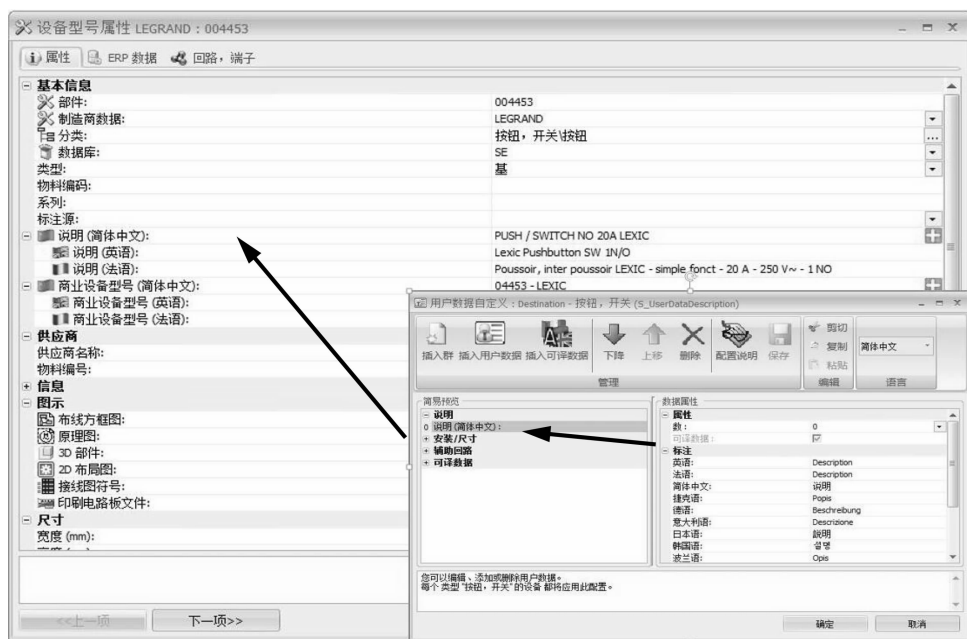 设备型号属性 LEGRAND : 004453
属性 ERP 数据 回路，端子
基本信息
部件: 004453
制造商数据: LEGRAND
分类: 按钮，开关\按钮
数据库: SE
类型: 基
物料编码:
系列:
标注源:
说明 (简体中文): PUSH / SWITCH NO 20A LEXIC
说明 (英语): Lexic Pushbutton SW 1N/O
说明 (法语): Poussoir, inter poussoir LEXIC - simple fonct - 20 A - 250 V~ - 1 NO
商业设备型号 (简体中文): 04453 - LEXIC
商业设备型号 (英语):
商业设备型号 (法语):
供应商
供应商名称:
物料编号:
信息
图示
布线方框图:
原理图:
3D 部件:
2D 布局图:
接线图符号:
印刷电路板文件:
尺寸
宽度 (mm):
<<上一项 下一项>>
用户数据自定义 : Destination - 按钮，开关 (S_UserDataDescription)
插入群 插入用户数据 插入可译数据 下降 上移 删除 配置说明 保存
剪切
复制
粘贴
简体中文
管理 编辑 语言
简易预览
说明
0 说明 (简体中文) :
安装/尺寸
辅助回路
可译数据
数据属性
属性
数 : 0
可译数据 :
标注
英语: Description
法语: Description
简体中文: 说明
捷克语: Popis
德语: Beschreibung
意大利语: Descrizione
日本语: 説明
韩国语: 설명
波兰语: Opis
您可以编辑、添加或删除用户数据。
每个 类型 "按钮，开关" 的设备 都将应用此配置。
确定 取消